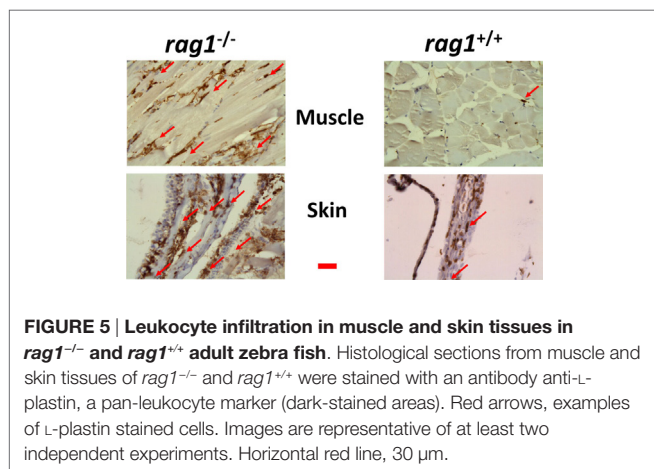 rag1-/-
rag1+/+
Muscle
Skin
FIGURE 5 | Leukocyte infiltration in muscle and skin tissues in
rag1−/− and rag1+/+ adult zebra fish. Histological sections from muscle and
skin tissues of rag1−/− and rag1+/+ were stained with an antibody anti-L-
plastin, a pan-leukocyte marker (dark-stained areas). Red arrows, examples
of L-plastin stained cells. Images are representative of at least two
independent experiments. Horizontal red line, 30 μm.